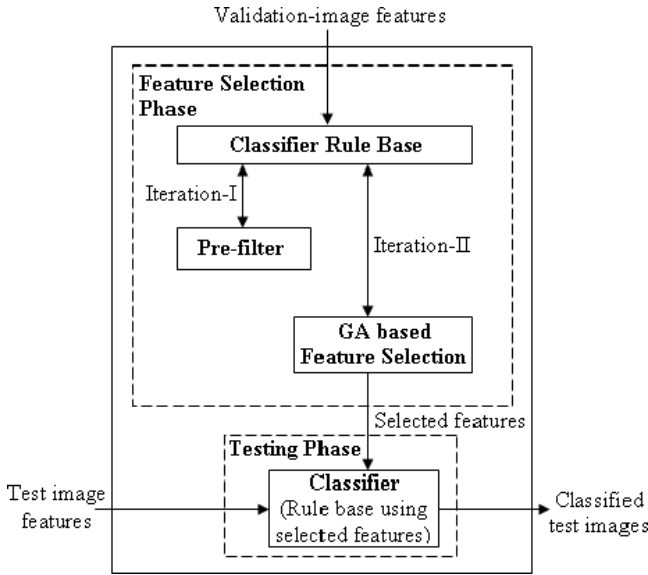 Validation-image features
Feature Selection
Phase
Classifier Rule Base
Iteration-I
Pre-filter
Iteration-II
GA based
Feature Selection
Selected features
Testing Phase
Test image
features
Classifier
(Rule base using
selected features)
Classified
test images